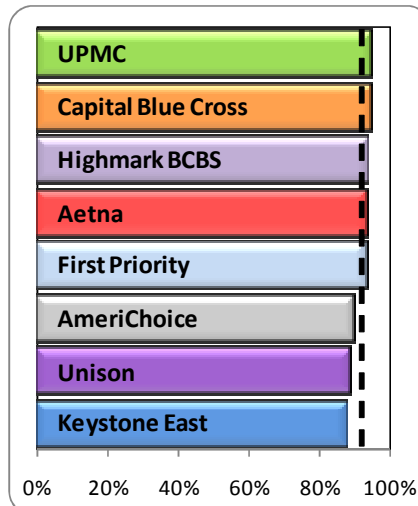 UPMC
Capital Blue Cross
Highmark BCBS
Aetna
First Priority
AmeriChoice
Unison
Keystone East
0% 20% 40% 60% 80% 100%